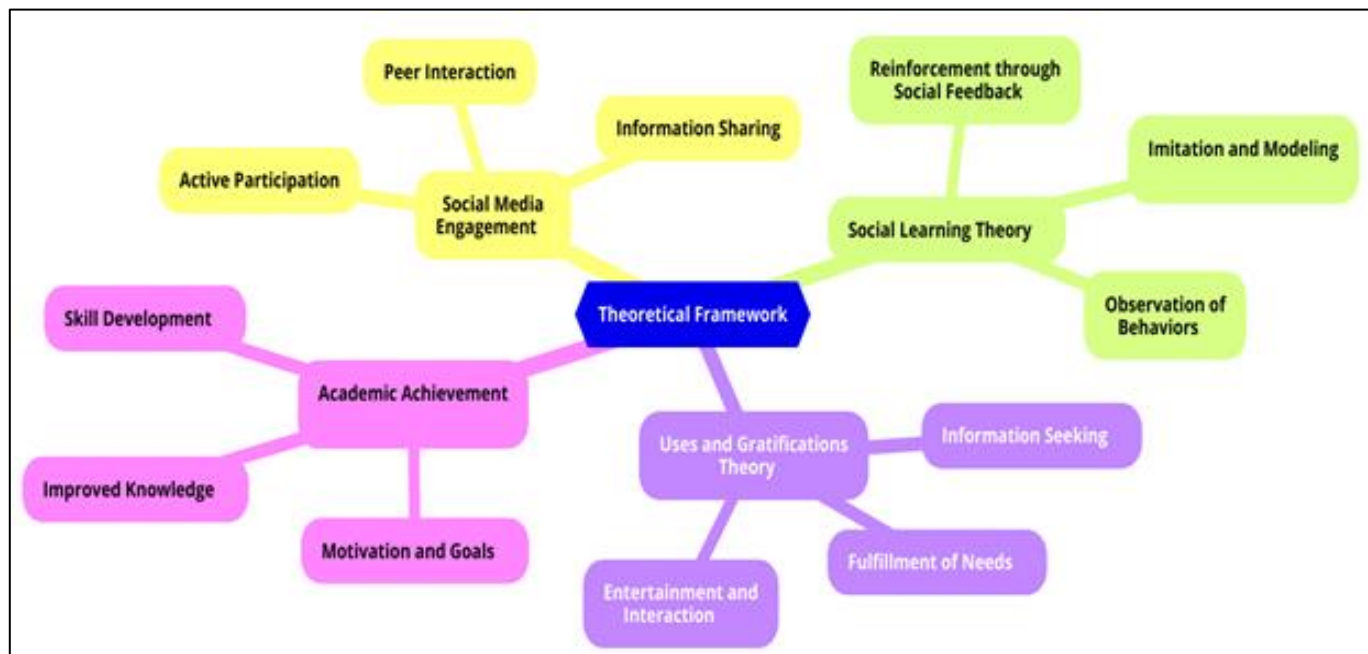 Peer Interaction
Information Sharing
Active Participation
Social Media
Engagement
Reinforcement through
Social Feedback
Imitation and Modeling
Social Learning Theory
Observation of
Behaviors
Theoretical Framework
Skill Development
Academic Achievement
Improved Knowledge
Motivation and Goals
Uses and Gratifications
Theory
Information Seeking
Fulfillment of Needs
Entertainment and
Interaction